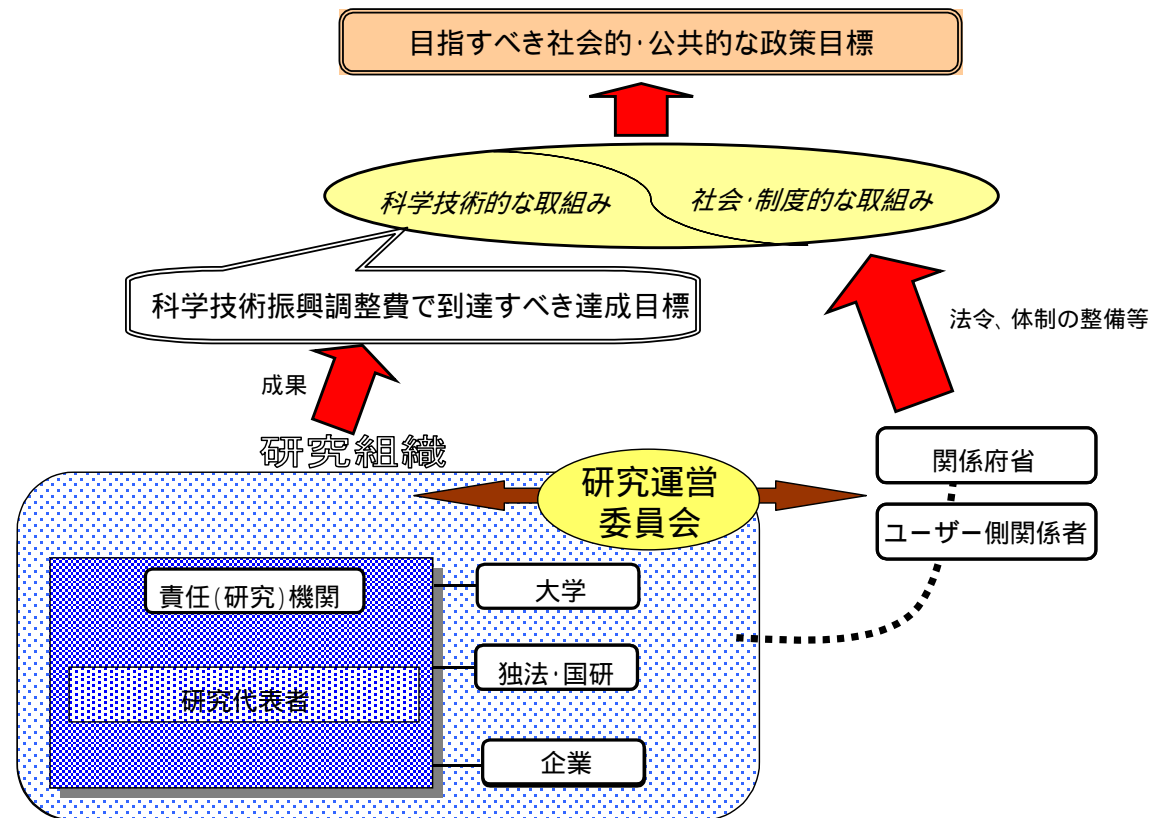 目指すべき社会的･公共的な政策目標
科学技術的な取組み
社会･制度的な取組み
科学技術振興調整費で到達すべき達成目標
法令、体制の整備等
成果
研究組織
研究運営
委員会
関係府省
ユーザー側関係者
責任(研究)機関
大学
研究代表者
独法･国研
企業